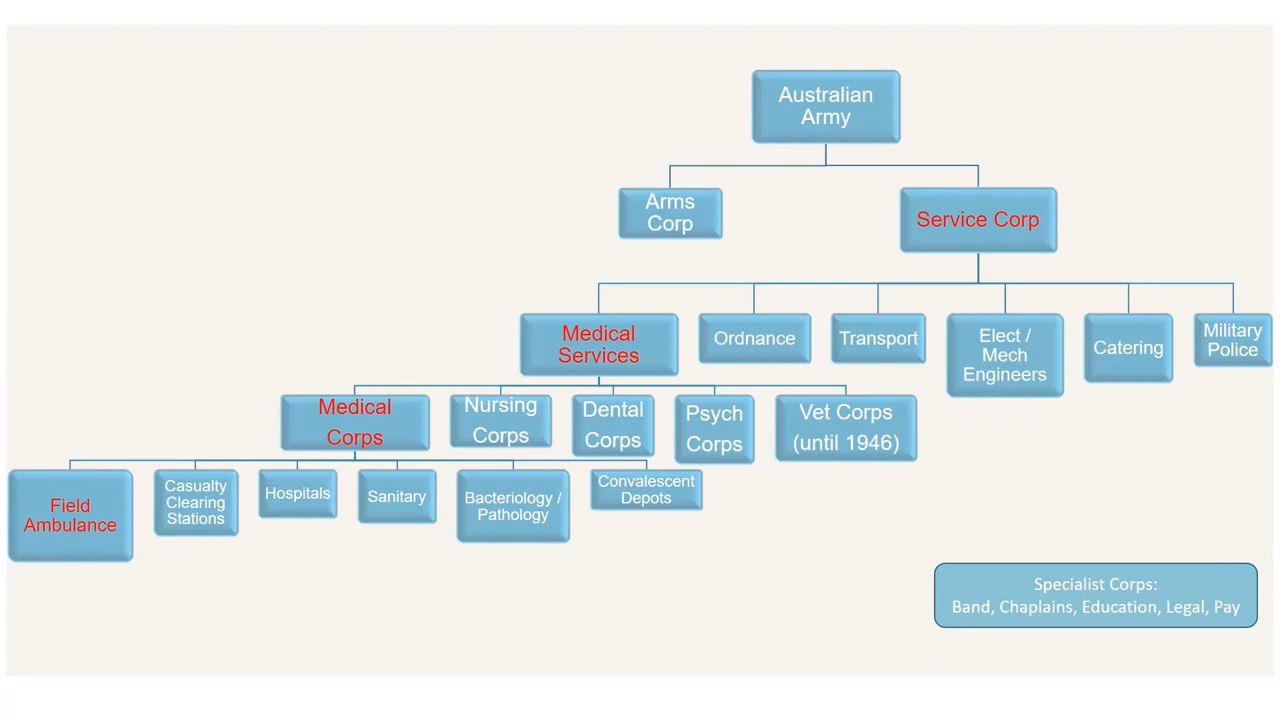 Australian
Army
Arms
Corp
Service Corp
Medical
Services
Ordnance
Transport
Elect /
Mech
Engineers
Catering
Military
Police
Medical
Corps
Nursing
Corps
Dental
Corps
Psych
Corps
Vet Corps
(until 1946)
Field
Ambulance
Casualty
Clearing
Stations
Hospitals
Sanitary
Bacteriology /
Pathology
Convalescent
Depots
Specialist Corps:
Band, Chaplains, Education, Legal, Pay